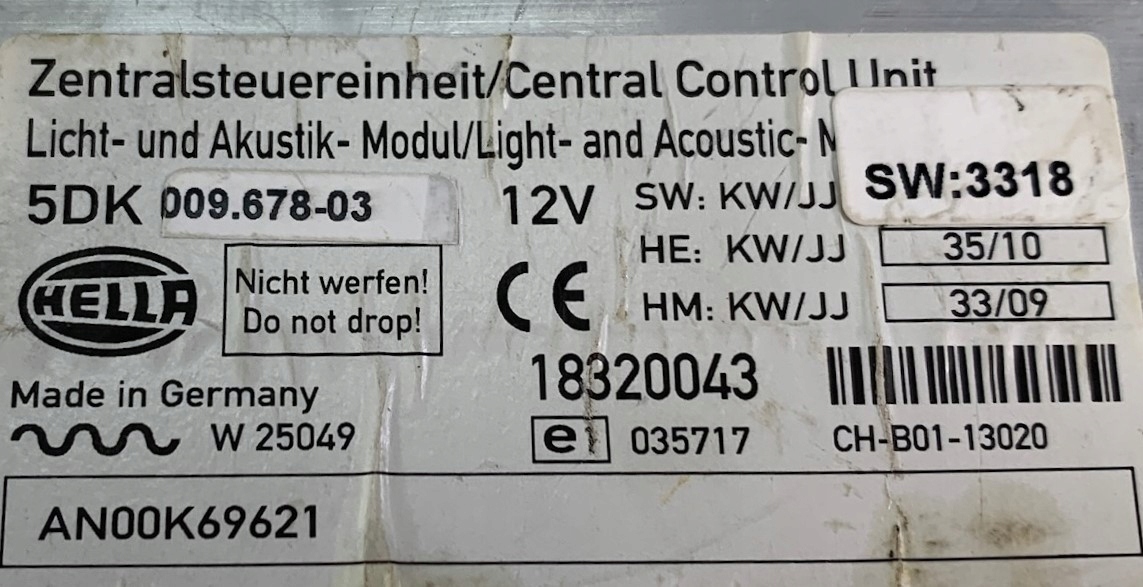 Zentralsteuereinheit/Central Control Unit
Licht- und Akustik- Modul/Light- and Acoustic-
5DK 009.678-03 12V SW: KW/JJ SW:3318
HE: KW/JJ 35/10
HELLA Nicht werfen! CE
Do not drop!
HM: KW/JJ 33/09
18320043
Made in Germany
W 25049 e1 035717 CH-B01-13020
AN00K69621